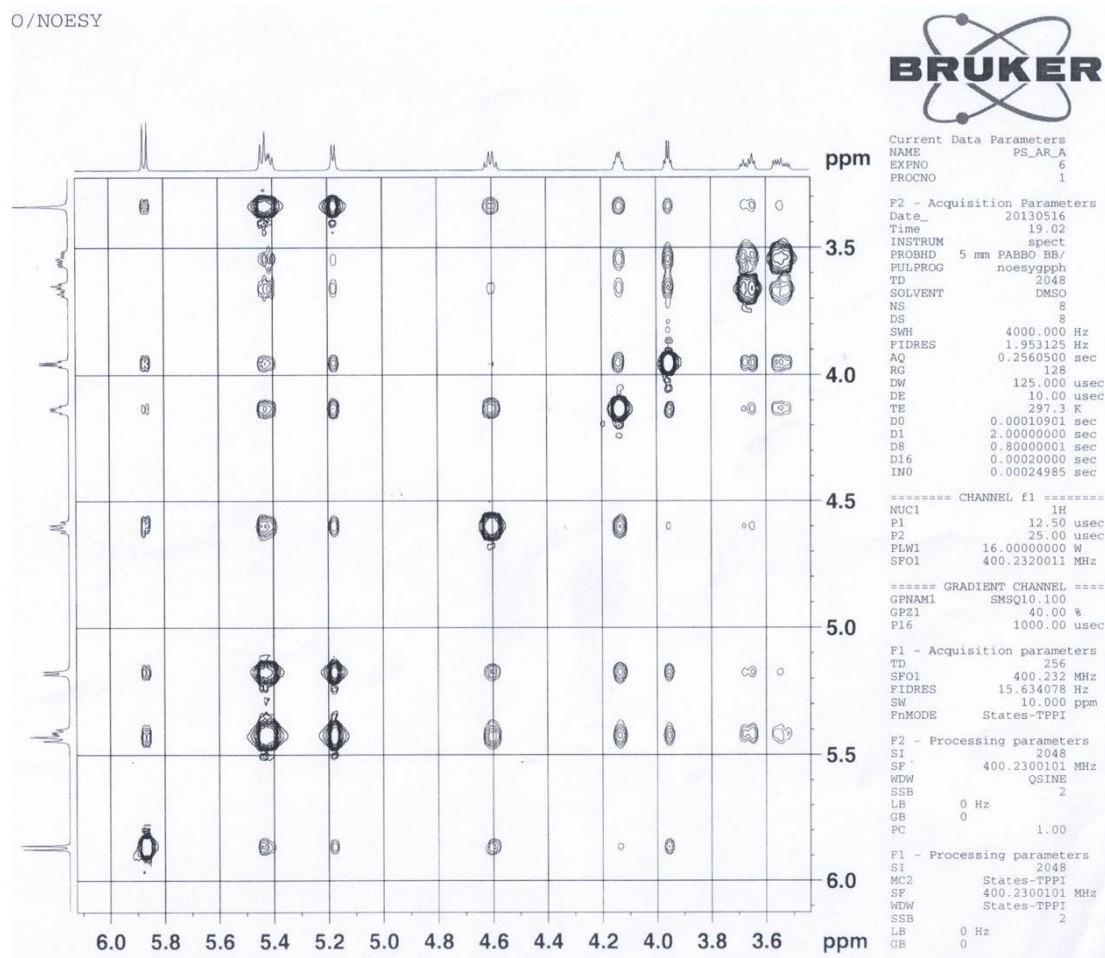 O/NOESY
BRUKER
Current Data Parameters
NAME PS_AR_A
EXPNO 6
PROCNO 1
F2 - Acquisition Parameters
Date_ 20130516
Time 19.02
INSTRUM spect
PROBHD 5 mm PABBO BB/
PULPROG noesygpph
TD 2048
SOLVENT DMSO
NS 8
DS 8
SWH 4000.000 Hz
FIDRES 1.953125 Hz
AQ 0.2560500 sec
RG 128
DW 125.000 usec
DE 10.00 usec
TE 297.3 K
D0 0.00010901 sec
D1 2.00000000 sec
D8 0.80000001 sec
D16 0.00020000 sec
IN0 0.00024985 sec
======== CHANNEL f1 ========
NUC1 1H
P1 12.50 usec
P2 25.00 usec
PLW1 16.00000000 W
SFO1 400.2320011 MHz
====== GRADIENT CHANNEL ====
GPNAM1 SMSQ10.100
GPZ1 40.00 %
P16 1000.00 usec
F1 - Acquisition parameters
TD 256
SFO1 400.232 MHz
FIDRES 15.634078 Hz
SW 10.000 ppm
FnMODE States-TPPI
F2 - Processing parameters
SI 2048
SF 400.2300101 MHz
WDW QSINE
SSB 2
LB 0 Hz
GB 0
PC 1.00
F1 - Processing parameters
SI 2048
MC2 States-TPPI
SF 400.2300101 MHz
WDW States-TPPI
SSB 2
LB 0 Hz
GB 0
ppm
3.5
4.0
4.5
5.0
5.5
6.0
6.0 5.8 5.6 5.4 5.2 5.0 4.8 4.6 4.4 4.2 4.0 3.8 3.6 ppm